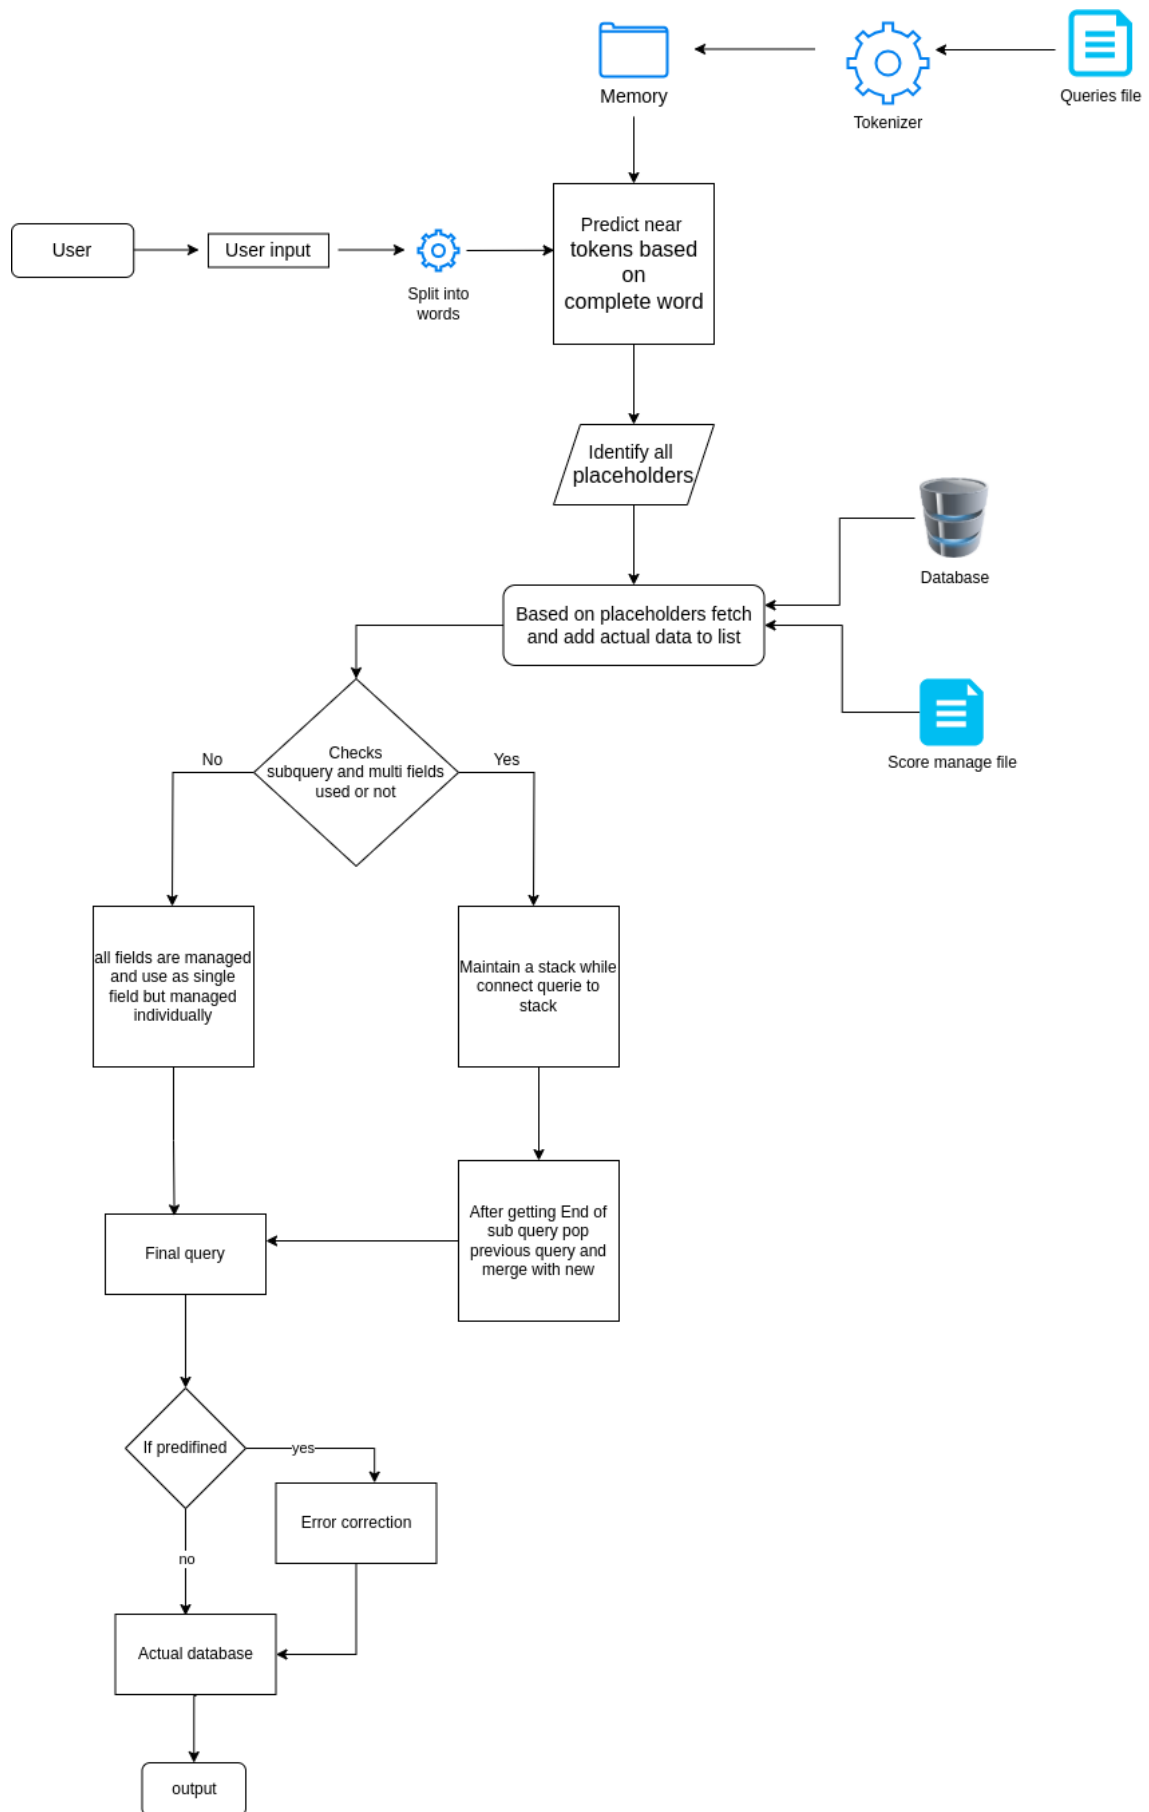 Memory
Tokenizer
Queries file
User
User input
Split into
words
Predict near
tokens based
on
complete word
Identify all
placeholders
Database
Based on placeholders fetch
and add actual data to list
Score manage file
No
Checks
subquery and multi fields
used or not
Yes
all fields are managed
and use as single
field but managed
individually
Maintain a stack while
connect querie to
stack
After getting End of
sub query pop
previous query and
merge with new
Final query
If predifined
yes
Error correction
no
Actual database
output